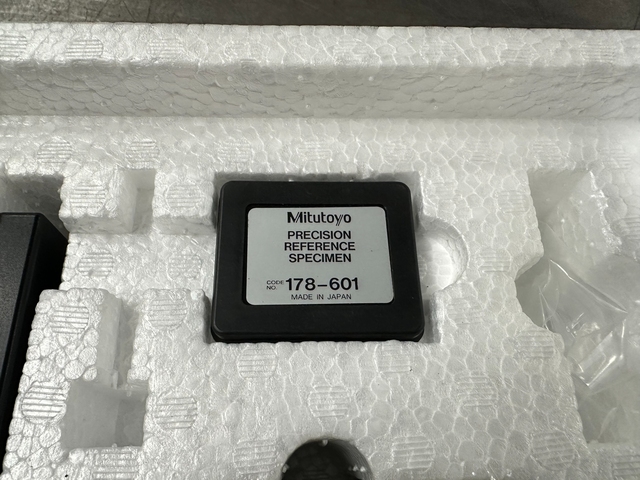 Mitutoyo
PRECISION
REFERENCE
SPECIMEN
CODE NO. 178-601
MADE IN JAPAN